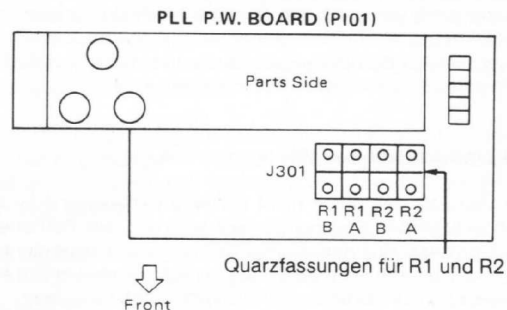 PLL P.W. BOARD (PI01)
Parts Side
J301
R1 R1 R2 R2
B A B A
Quarzfassungen für R1 und R2
Front